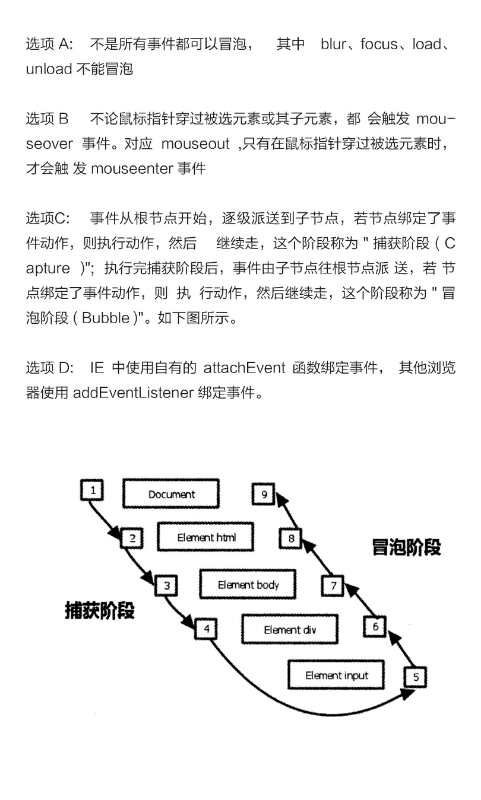 选项 A: 不是所有事件都可以冒泡， 其中 blur、focus、load、
unload 不能冒泡
选项 B 不论鼠标指针穿过被选元素或其子元素，都 会触发 mou-
seover 事件。对应 mouseout ,只有在鼠标指针穿过被选元素时，
才会触 发 mouseenter 事件
选项C: 事件从根节点开始，逐级派送到子节点，若节点绑定了事
件动作，则执行动作，然后 继续走，这个阶段称为 " 捕获阶段 ( C
apture )"; 执行完捕获阶段后，事件由子节点往根节点派 送，若 节
点绑定了事件动作，则 执 行动作，然后继续走，这个阶段称为 " 冒
泡阶段 ( Bubble )"。如下图所示。
选项 D: IE 中使用自有的 attachEvent 函数绑定事件， 其他浏览
器使用 addEventListener 绑定事件。
1 Document 9
2 Element html 8
冒泡阶段
3 Element body 7
捕获阶段
4 Element div 6
Element input 5